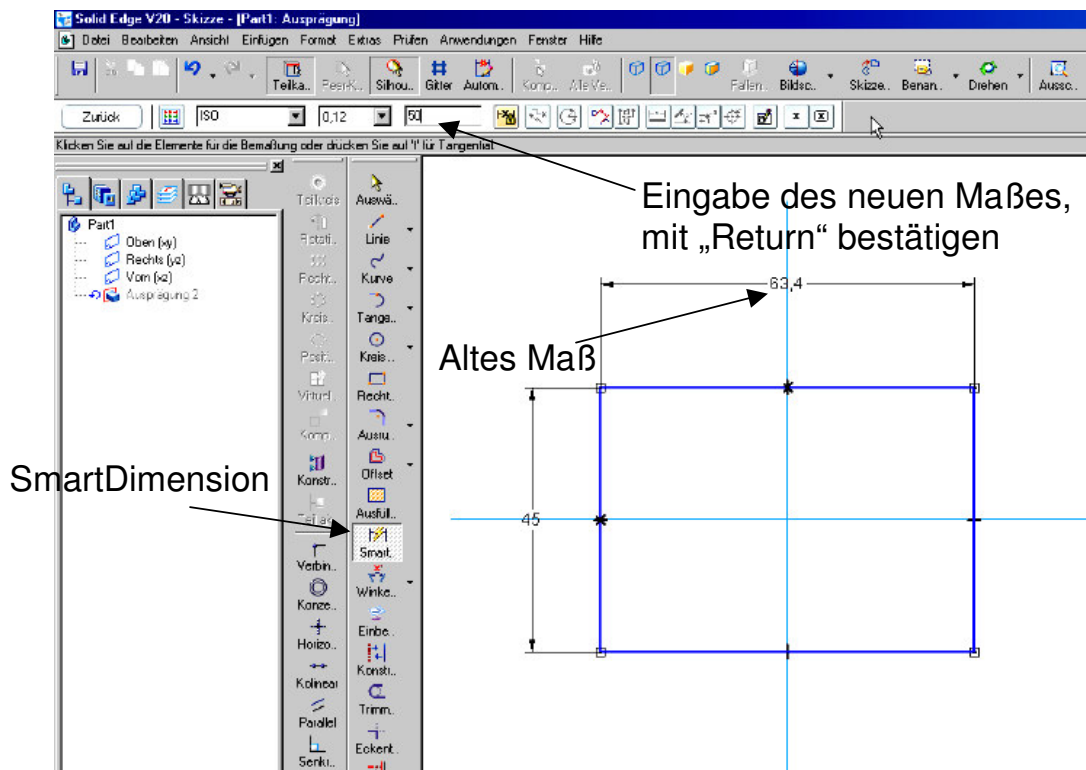 Solid Edge V20 - Skizze - [Part1: Ausprägung]
Datei Bearbeiten Ansicht Einfügen Format Extras Prüfen Anwendungen Fenster Hilfe
Teilka.. Silhou.. Gitter Autom.. Komp.. Alle Ve.. Fallen.. Bildsc.. Skizze.. Benan.. Drehen Aussc..
Zurück ISO 0,12 50
Klicken Sie auf die Elemente für die Bemaßung oder drücken Sie auf 'I' für Tangential
Eingabe des neuen Maßes,
mit „Return“ bestätigen
Part1
Oben (xy)
Rechts (yz)
Vorn (xz)
Ausprägung 2
Teilkreis
Rotati..
Recht..
Kreis..
Posit..
Virtuel..
Komp..
Konstr..
Verbin..
Konze..
Horizo..
Kolinear
Parallel
Senkr..
Auswä..
Linie
Kurve
Tange..
Kreis..
Recht..
Ausru..
Offset
Ausfüll..
Smart..
Winke..
Einbe..
Konstr..
Trimm..
Eckent..
63,4
Altes Maß
SmartDimension
45